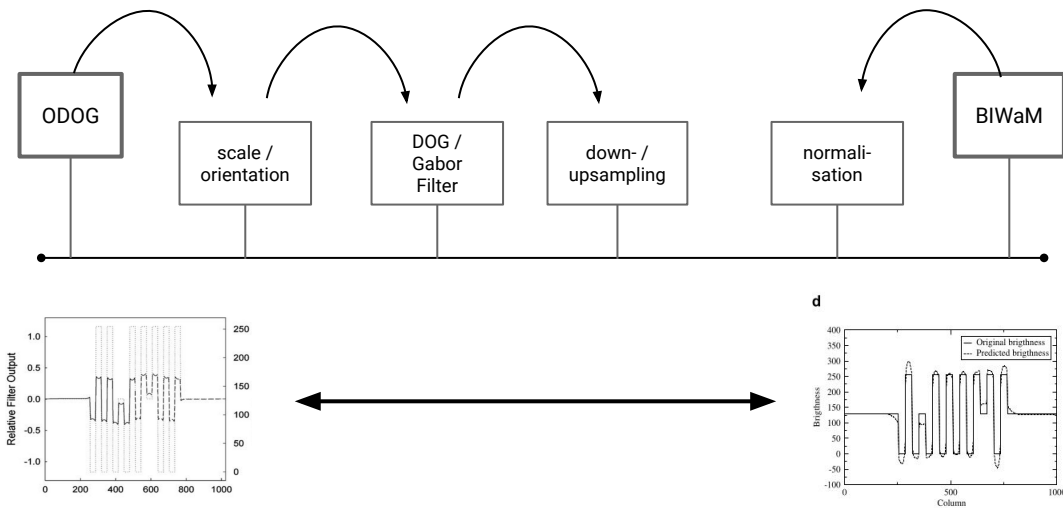 ODOG
scale /
orientation
DOG /
Gabor
Filter
down- /
upsampling
normali-
sation
BIWaM
Relative Filter Output
1.0
0.5
0.0
-0.5
-1.0
250
200
150
100
50
0
0 200 400 600 800 1000
d
Brigthness
400
350
300
250
200
150
100
50
0
-50
-100
Original brigthness
Predicted brigthness
0 500 1000
Column